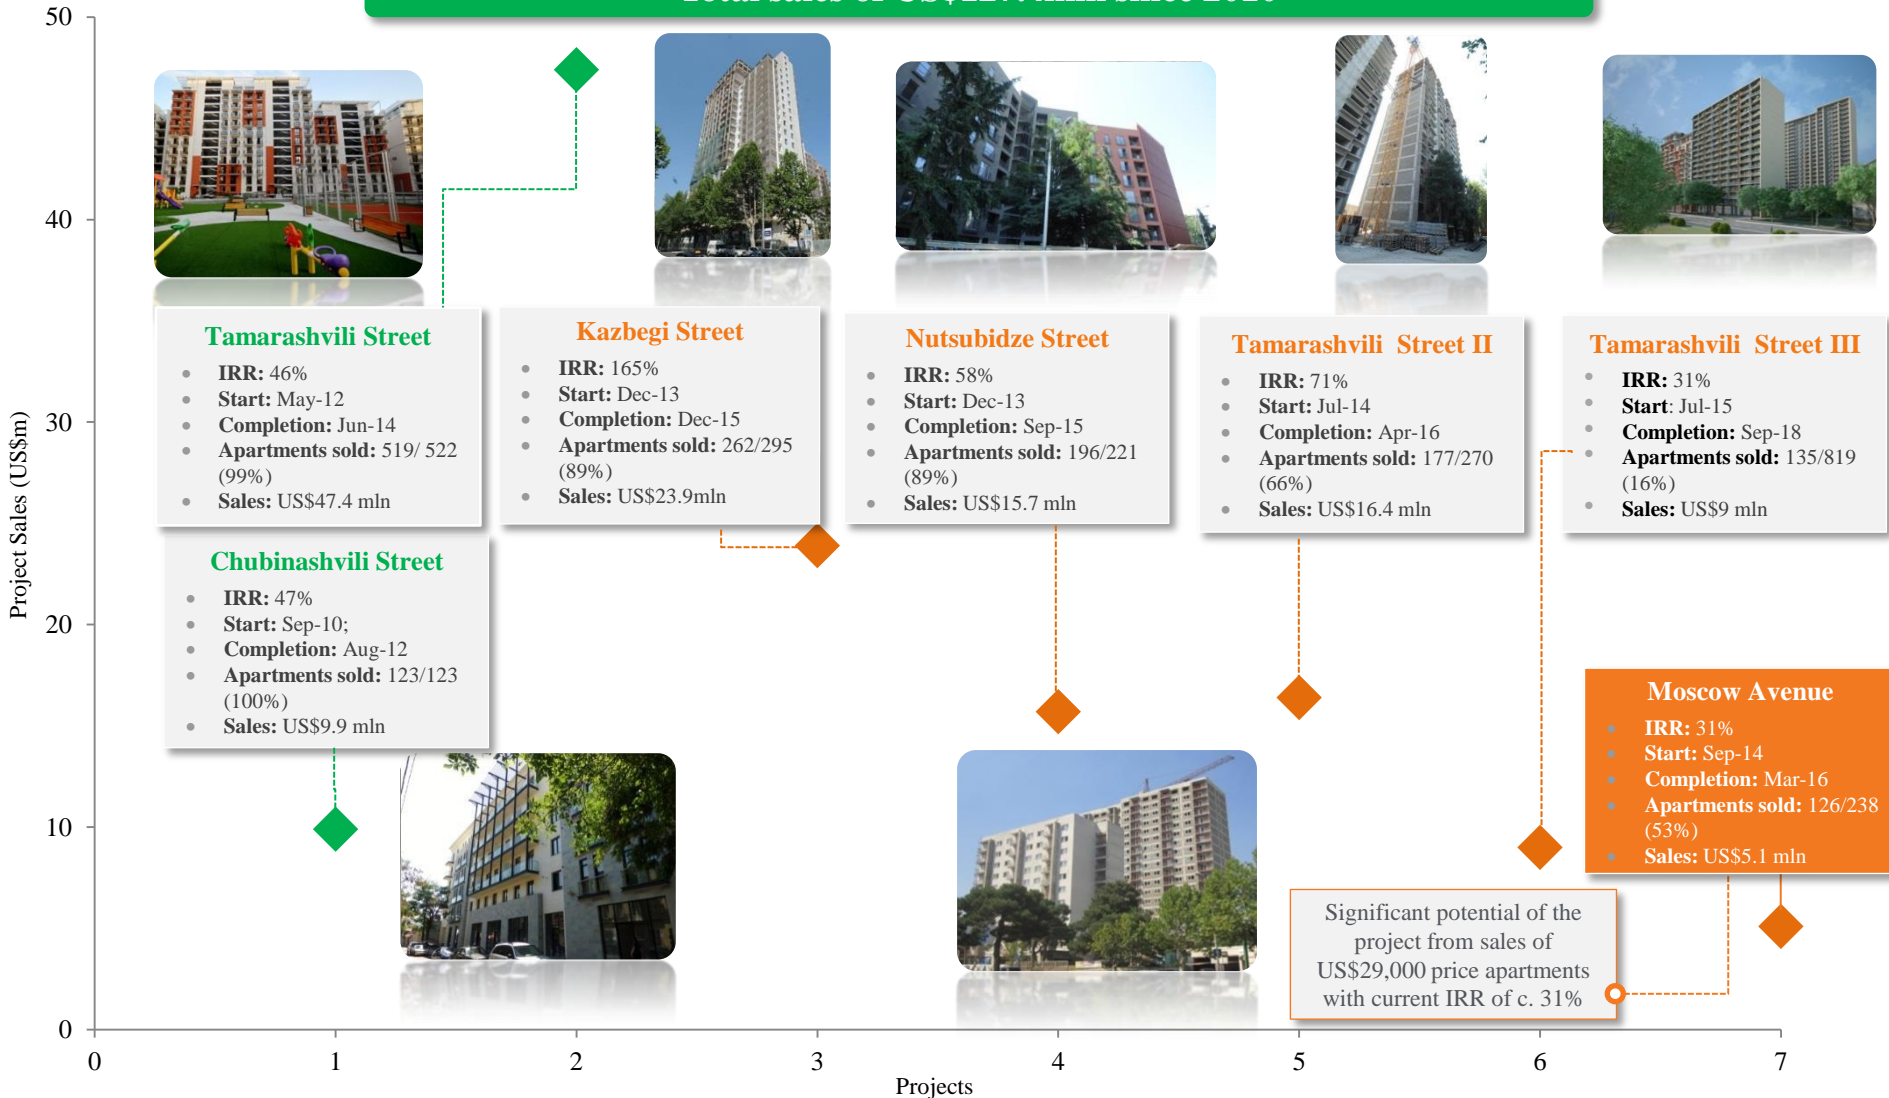 Total sales of since 2010
50
40
30
20
10
0
Project Sales (US$m)
Tamarashvili Street
• IRR: 46%
• Start: May-12
• Completion: Jun-14
• Apartments sold: 519/ 522
(99%)
• Sales: US$47.4 mln
Kazbegi Street
• IRR: 165%
• Start: Dec-13
• Completion: Dec-15
• Apartments sold: 262/295
(89%)
• Sales: US$23.9mln
Nutsubidze Street
• IRR: 58%
• Start: Dec-13
• Completion: Sep-15
• Apartments sold: 196/221
(89%)
• Sales: US$15.7 mln
Tamarashvili Street II
• IRR: 71%
• Start: Jul-14
• Completion: Apr-16
• Apartments sold: 177/270
(66%)
• Sales: US$16.4 mln
Tamarashvili Street III
• IRR: 31%
• Start: Jul-15
• Completion: Sep-18
• Apartments sold: 135/819
(16%)
• Sales: US$9 mln
Chubinashvili Street
• IRR: 47%
• Start: Sep-10;
• Completion: Aug-12
• Apartments sold: 123/123
(100%)
• Sales: US$9.9 mln
Moscow Avenue
• IRR: 31%
• Start: Sep-14
• Completion: Mar-16
• Apartments sold: 126/238
(53%)
• Sales: US$5.1 mln
Significant potential of the
project from sales of
US$29,000 price apartments
with current IRR of c. 31%
0 1 2 3 4 5 6 7
Projects